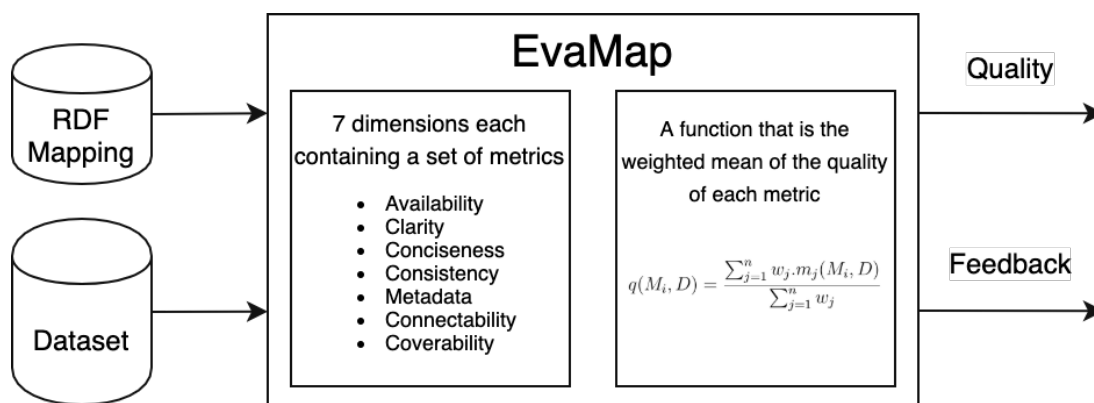 EvaMap
RDF
Mapping
Dataset
7 dimensions each
containing a set of metrics
• Availability
• Clarity
• Conciseness
• Consistency
• Metadata
• Connectability
• Coverability
A function that is the
weighted mean of the quality
of each metric
q(M_i, D) = \frac{\sum_{j=1}^{n} w_j.m_j(M_i, D)}{\sum_{j=1}^{n} w_j}
Quality
Feedback